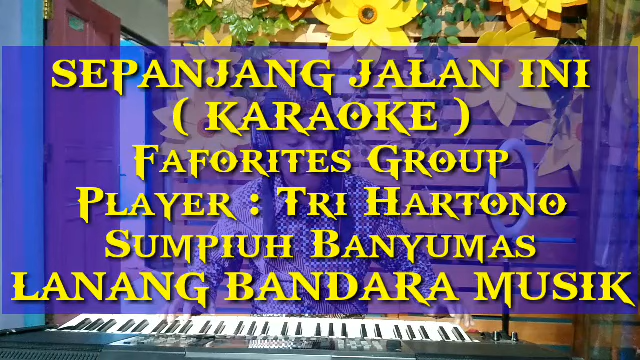 SEPANJANG JALAN INI
( KARAOKE )
FAFORITES GROUP
PLAYER : TRI HARTONO
SUMPIUH BANYUMAS
LANANG BANDARA MUSIK